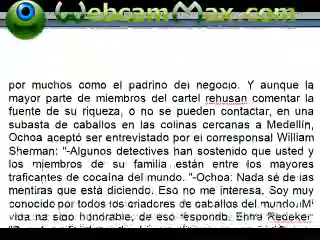 WebcamMax.com
por muchos como el padrino del negocio. Y aunque la
mayor parte de miembros del cartel rehusan comentar la
fuente de su riqueza, o no se pueden contactar, en una
subasta de caballos en las colinas cercanas a Medellín,
Ochoa aceptó ser entrevistado por el corresponsal William
Sherman: "-Algunos detectives han sostenido que usted y
los miembros de su familia están entre los mayores
traficantes de cocaína del mundo. "-Ochoa: Nada sé de las
mentiras que está diciendo. Eso no me interesa. Soy muy
conocido por todos los criadores de caballos del mundo. Mi
vida ha sido honorable, de eso respondo. Ehmi Redeker